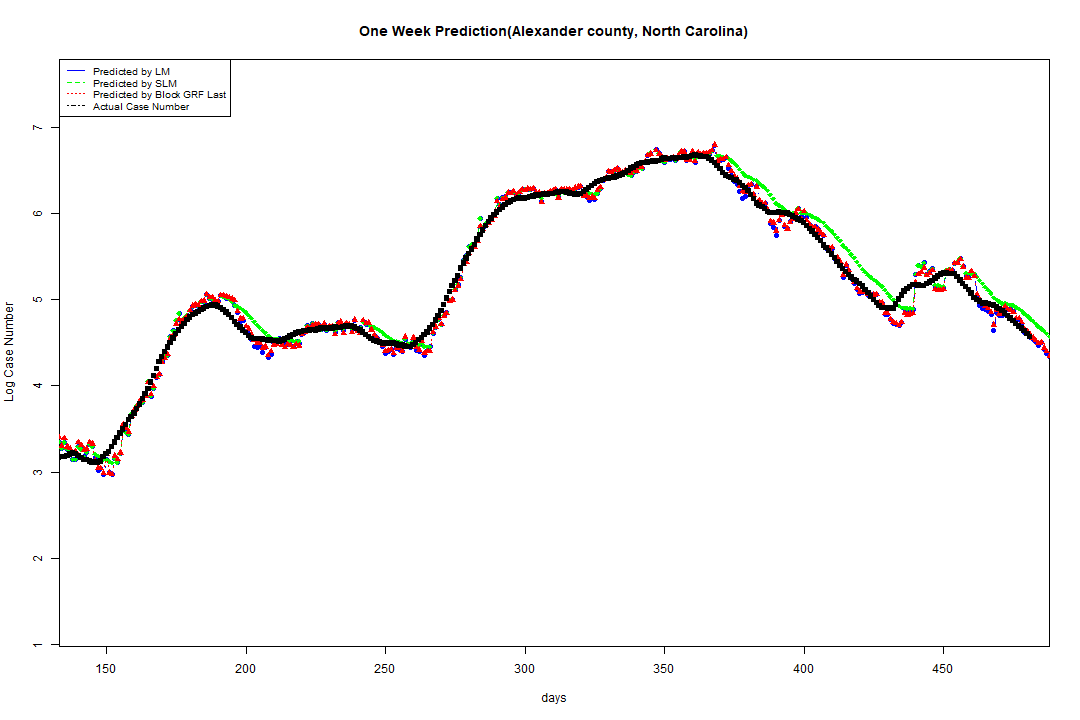 One Week Prediction(Alexander county, North Carolina)
Predicted by LM
Predicted by SLM
Predicted by Block GRF Last
Actual Case Number
7
6
5
4
3
2
1
Log Case Number
150 200 250 300 350 400 450
days